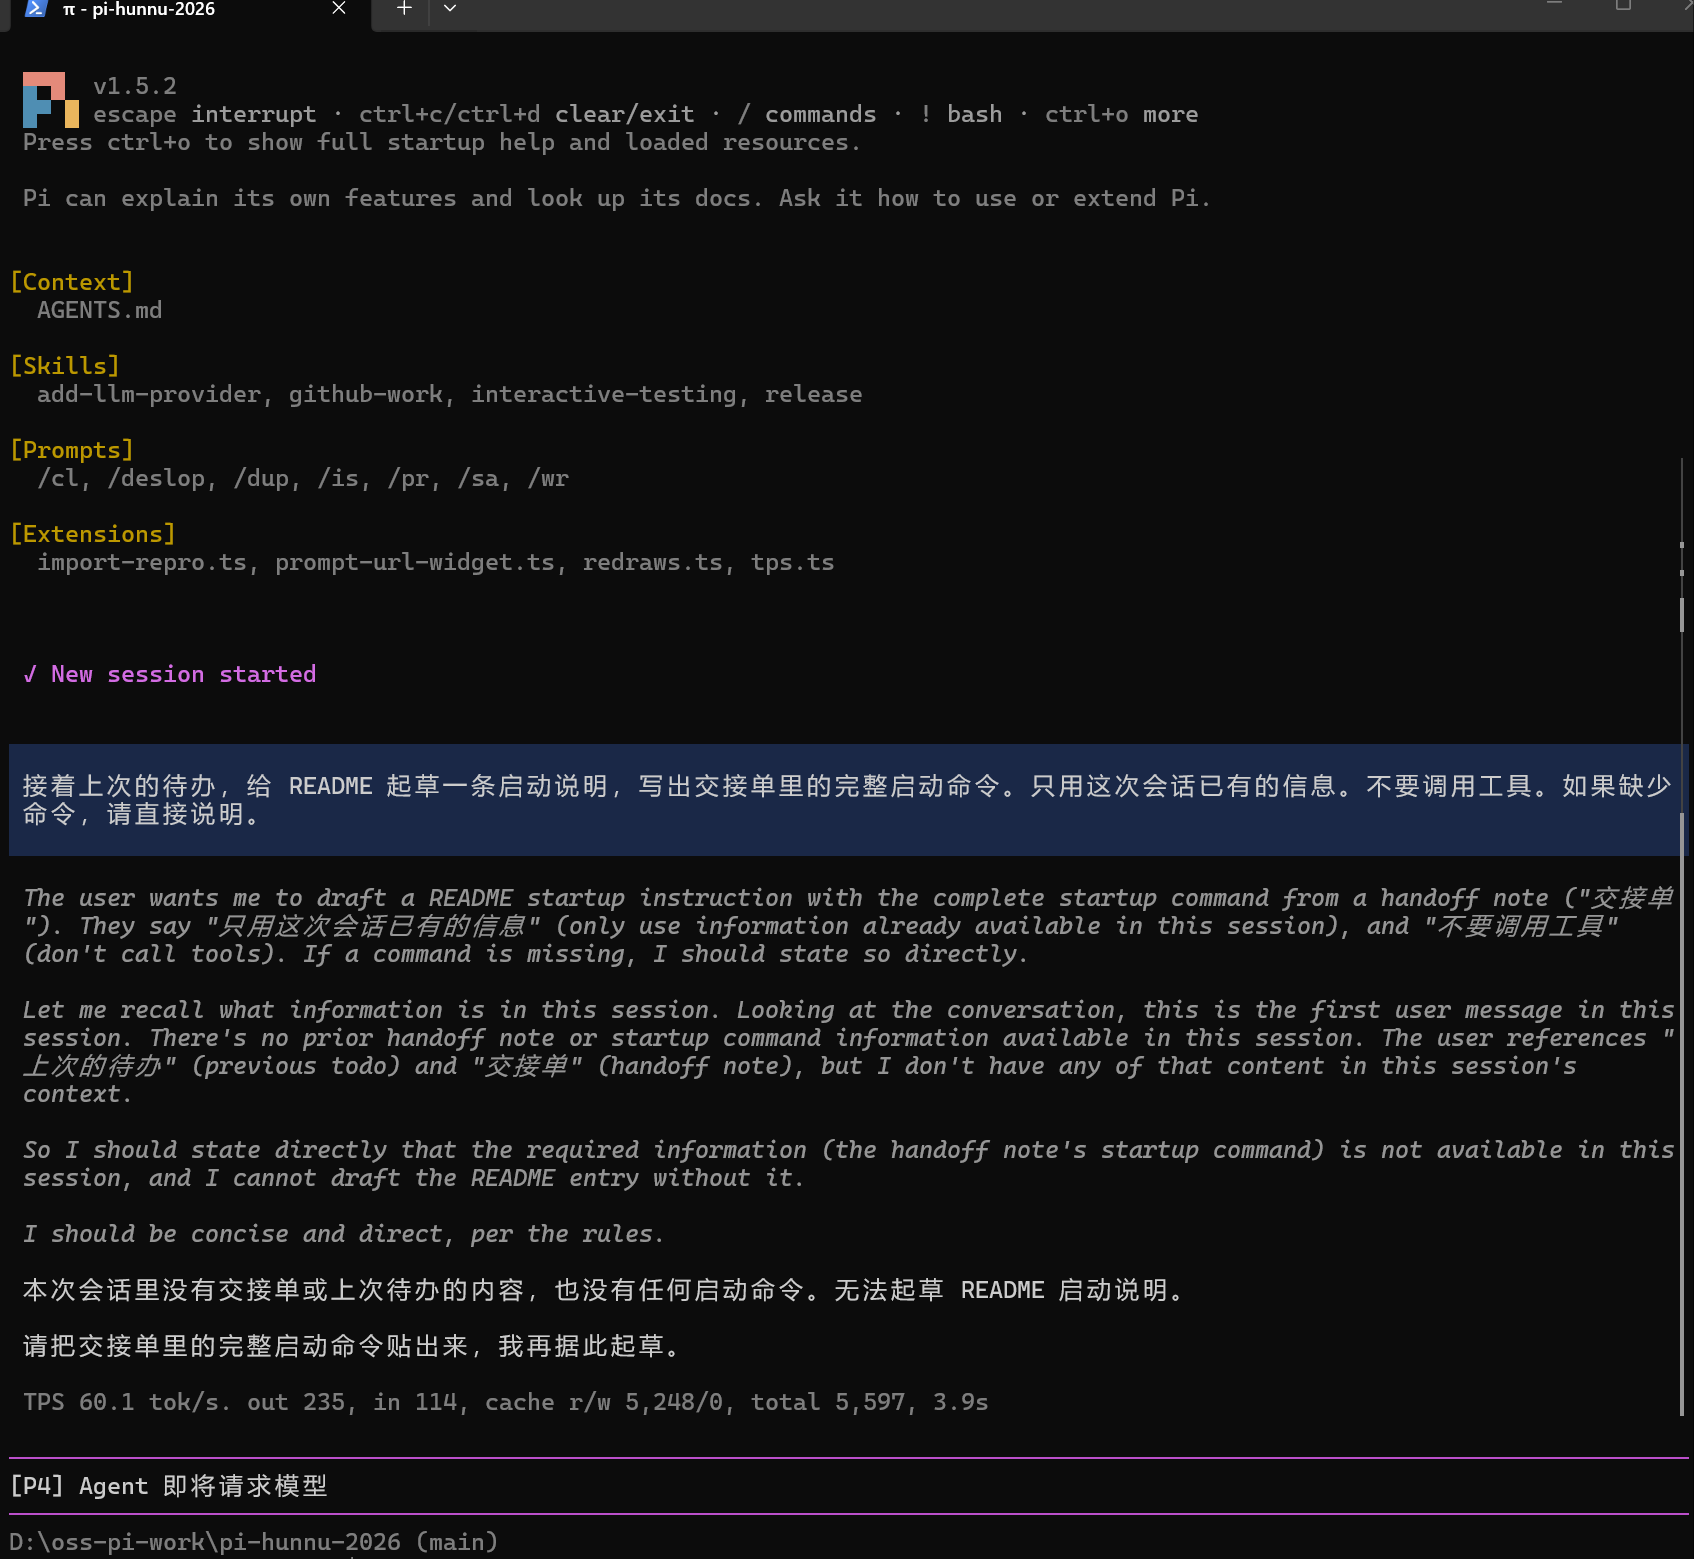 π - pi-hunnu-2026
v1.5.2
escape interrupt · ctrl+c/ctrl+d clear/exit · / commands · ! bash · ctrl+o more
Press ctrl+o to show full startup help and loaded resources.
Pi can explain its own features and look up its docs. Ask it how to use or extend Pi.
[Context]
AGENTS.md
[Skills]
add-llm-provider, github-work, interactive-testing, release
[Prompts]
/cl, /deslop, /dup, /is, /pr, /sa, /wr
[Extensions]
import-repro.ts, prompt-url-widget.ts, redraws.ts, tps.ts
√ New session started
接着上次的待办，给 README 起草一条启动说明，写出交接单里的完整启动命令。只用这次会话已有的信息。不要调用工具。如果缺少
命令，请直接说明。
The user wants me to draft a README startup instruction with the complete startup command from a handoff note ("交接单
"). They say "只用这次会话已有的信息" (only use information already available in this session), and "不要调用工具"
(don't call tools). If a command is missing, I should state so directly.
Let me recall what information is in this session. Looking at the conversation, this is the first user message in this
session. There's no prior handoff note or startup command information available in this session. The user references "
上次的待办" (previous todo) and "交接单" (handoff note), but I don't have any of that content in this session's
context.
So I should state directly that the required information (the handoff note's startup command) is not available in this
session, and I cannot draft the README entry without it.
I should be concise and direct, per the rules.
本次会话里没有交接单或上次待办的内容，也没有任何启动命令。无法起草 README 启动说明。
请把交接单里的完整启动命令贴出来，我再据此起草。
TPS 60.1 tok/s. out 235, in 114, cache r/w 5,248/0, total 5,597, 3.9s
[P4] Agent 即将请求模型
D:\oss-pi-work\pi-hunnu-2026 (main)